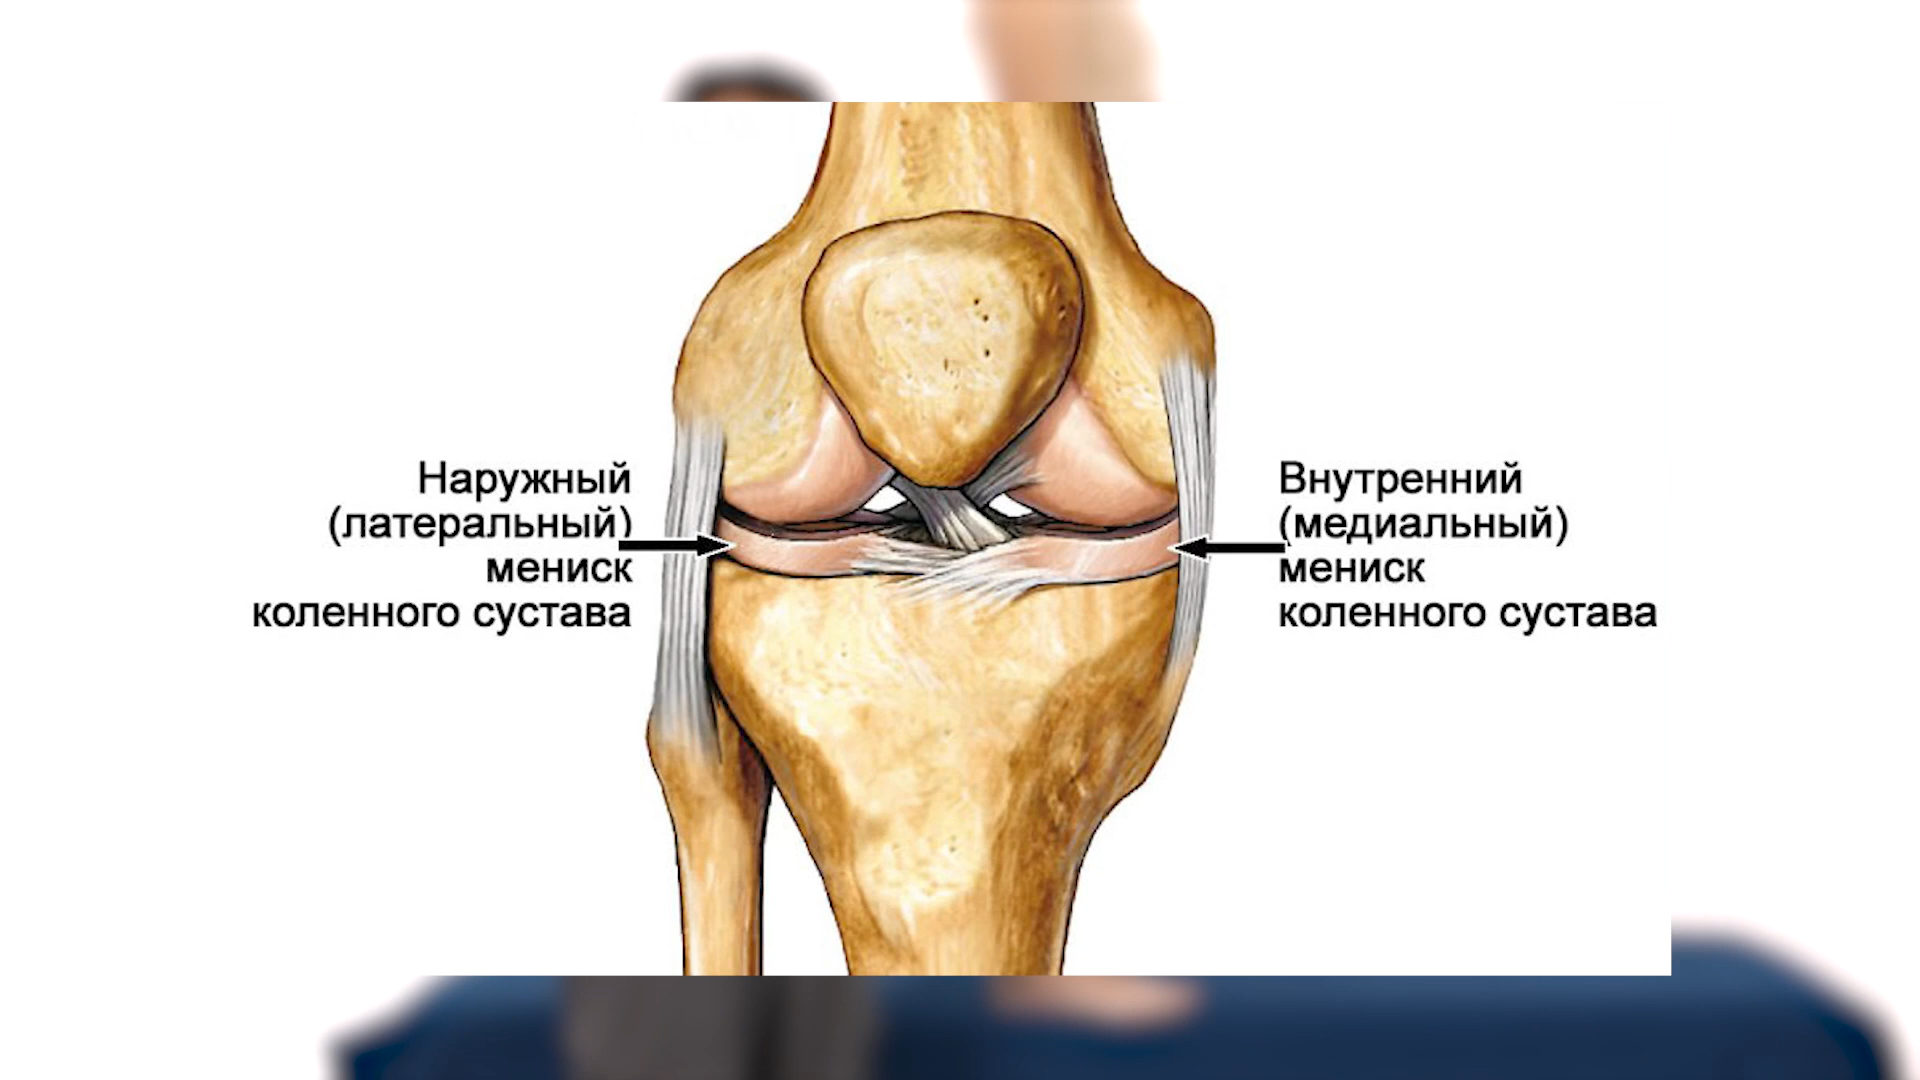 Наружный
(латеральный)
мениск
коленного сустава
Внутренний
(медиальный)
мениск
коленного сустава